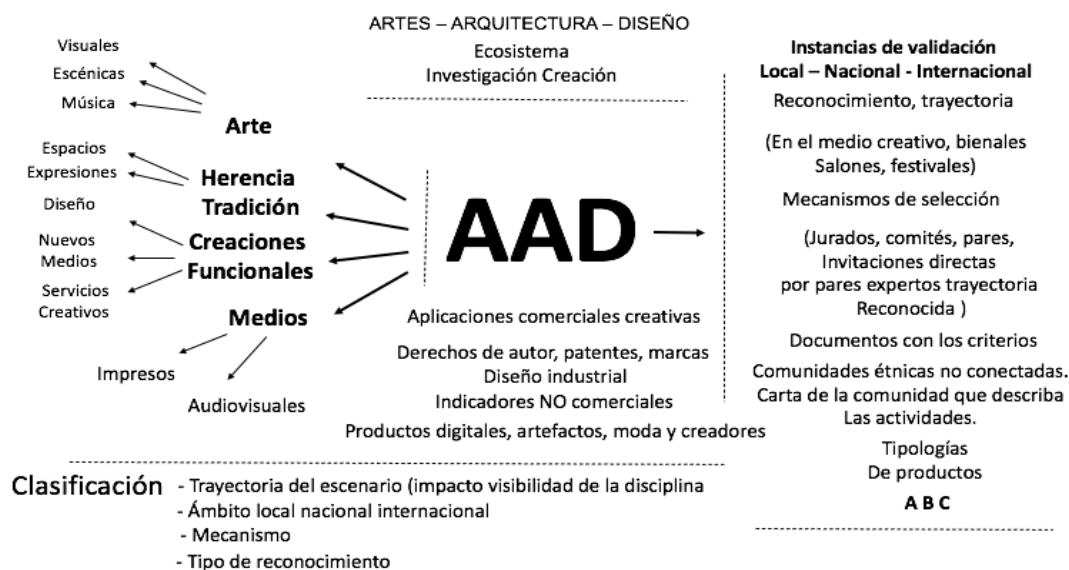 ARTES – ARQUITECTURA – DISEÑO
Ecosistema
Investigación Creación
Visuales
Escénicas
Música
Arte
Espacios
Expresiones
Herencia
Tradición
Diseño
Nuevos
Medios
Servicios
Creativos
Creaciones
Funcionales
Medios
Impresos
Audiovisuales
AAD
Aplicaciones comerciales creativas
Derechos de autor, patentes, marcas
Diseño industrial
Indicadores NO comerciales
Productos digitales, artefactos, moda y creadores
Instancias de validación
Local – Nacional - Internacional
Reconocimiento, trayectoria
(En el medio creativo, bienales
Salones, festivales)
Mecanismos de selección
(Jurados, comités, pares,
Invitaciones directas
por pares expertos trayectoria
Reconocida )
Documentos con los criterios
Comunidades étnicas no conectadas.
Carta de la comunidad que describa
Las actividades.
Tipologías
De productos
A B C
Clasificación
- Trayectoria del escenario (impacto visibilidad de la disciplina
- Ámbito local nacional internacional
- Mecanismo
- Tipo de reconocimiento